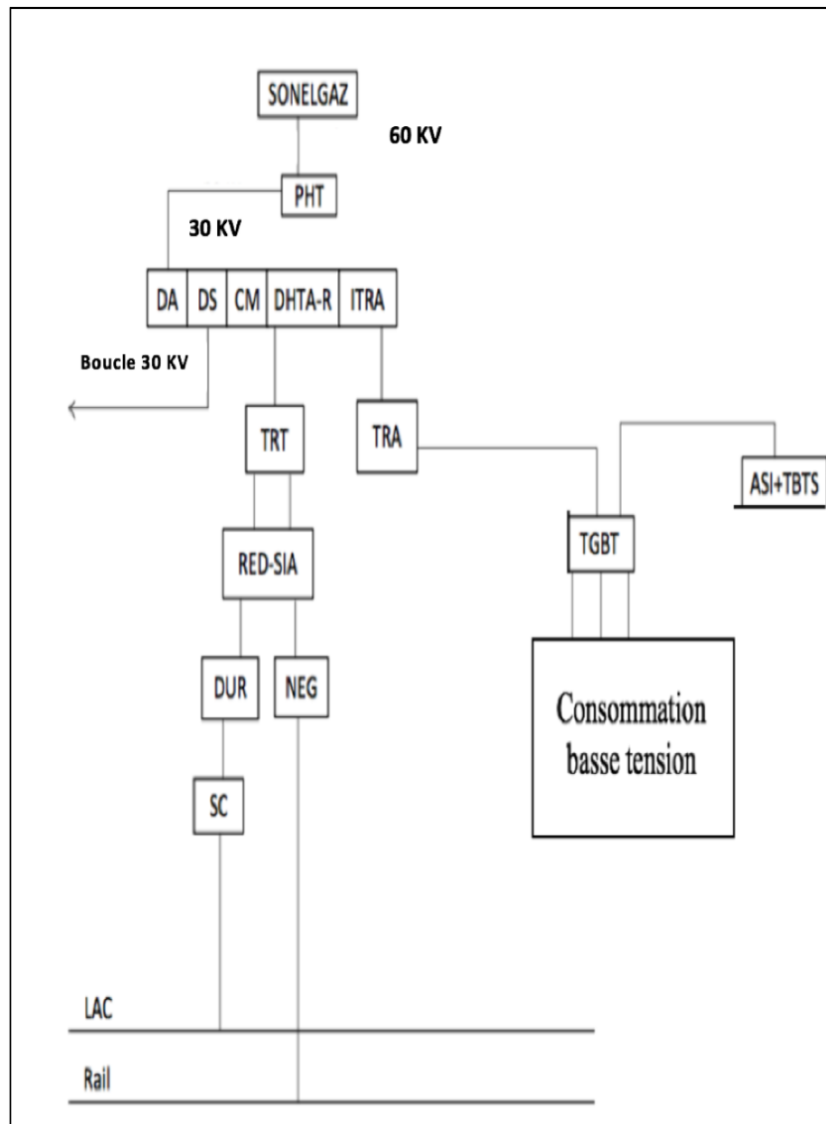 SONELGAZ
60 KV
PHT
30 KV
DA DS CM DHTA-R ITRA
Boucle 30 KV
TRT
TRA
ASI+TBTS
TGBT
RED-SIA
DUR
NEG
Consommation
basse tension
SC
LAC
Rail